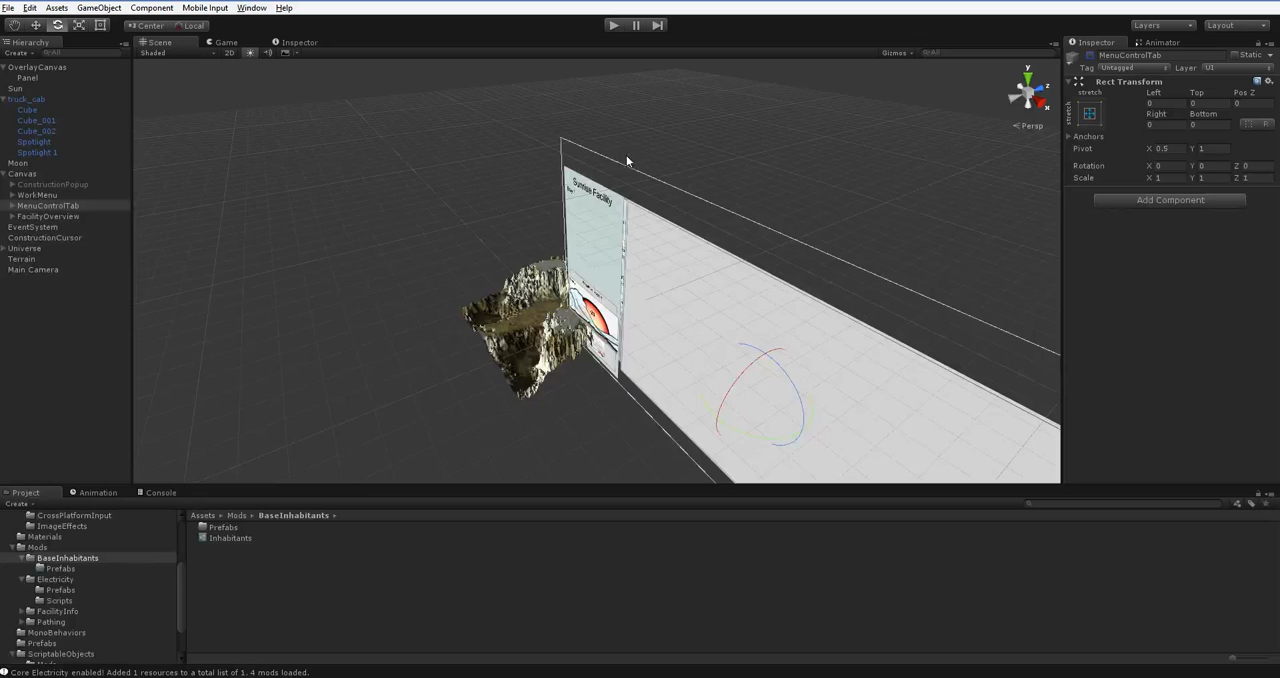 File Edit Assets GameObject Component Mobile Input Window Help
Center Local Layers Layout
Hierarchy Scene Game Inspector Inspector Animator
Create All Shaded 2D Gizmos All MenuControlTab Static
OverlayCanvas Tag Untagged Layer UI
Panel Rect Transform
Sun stretch Left Top Pos Z
truck_cab 0 0 0
Cube stretch Right Bottom
Cube_001 0 0 R
Cube_002 Anchors
Spotlight Pivot X 0.5 Y 1
Spotlight 1
Moon Rotation X 0 Y 0 Z 0
Canvas Scale X 1 Y 1 Z 1
ConstructionPopup
WorkMenu Add Component
MenuControlTab
FacilityOverview
EventSystem
ConstructionCursor
Universe
Terrain
Main Camera
y
z
x
Persp
Sunrise Facility
Project Animation Console
Create
CrossPlatformInput Assets Mods BaseInhabitants
ImageEffects Prefabs
Materials Inhabitants
Mods
BaseInhabitants
Prefabs
Electricity
Prefabs
Scripts
FacilityInfo
Pathing
MonoBehaviors
Prefabs
ScriptableObjects
Core Electricity enabled! Added 1 resources to a total list of 1. 4 mods loaded.